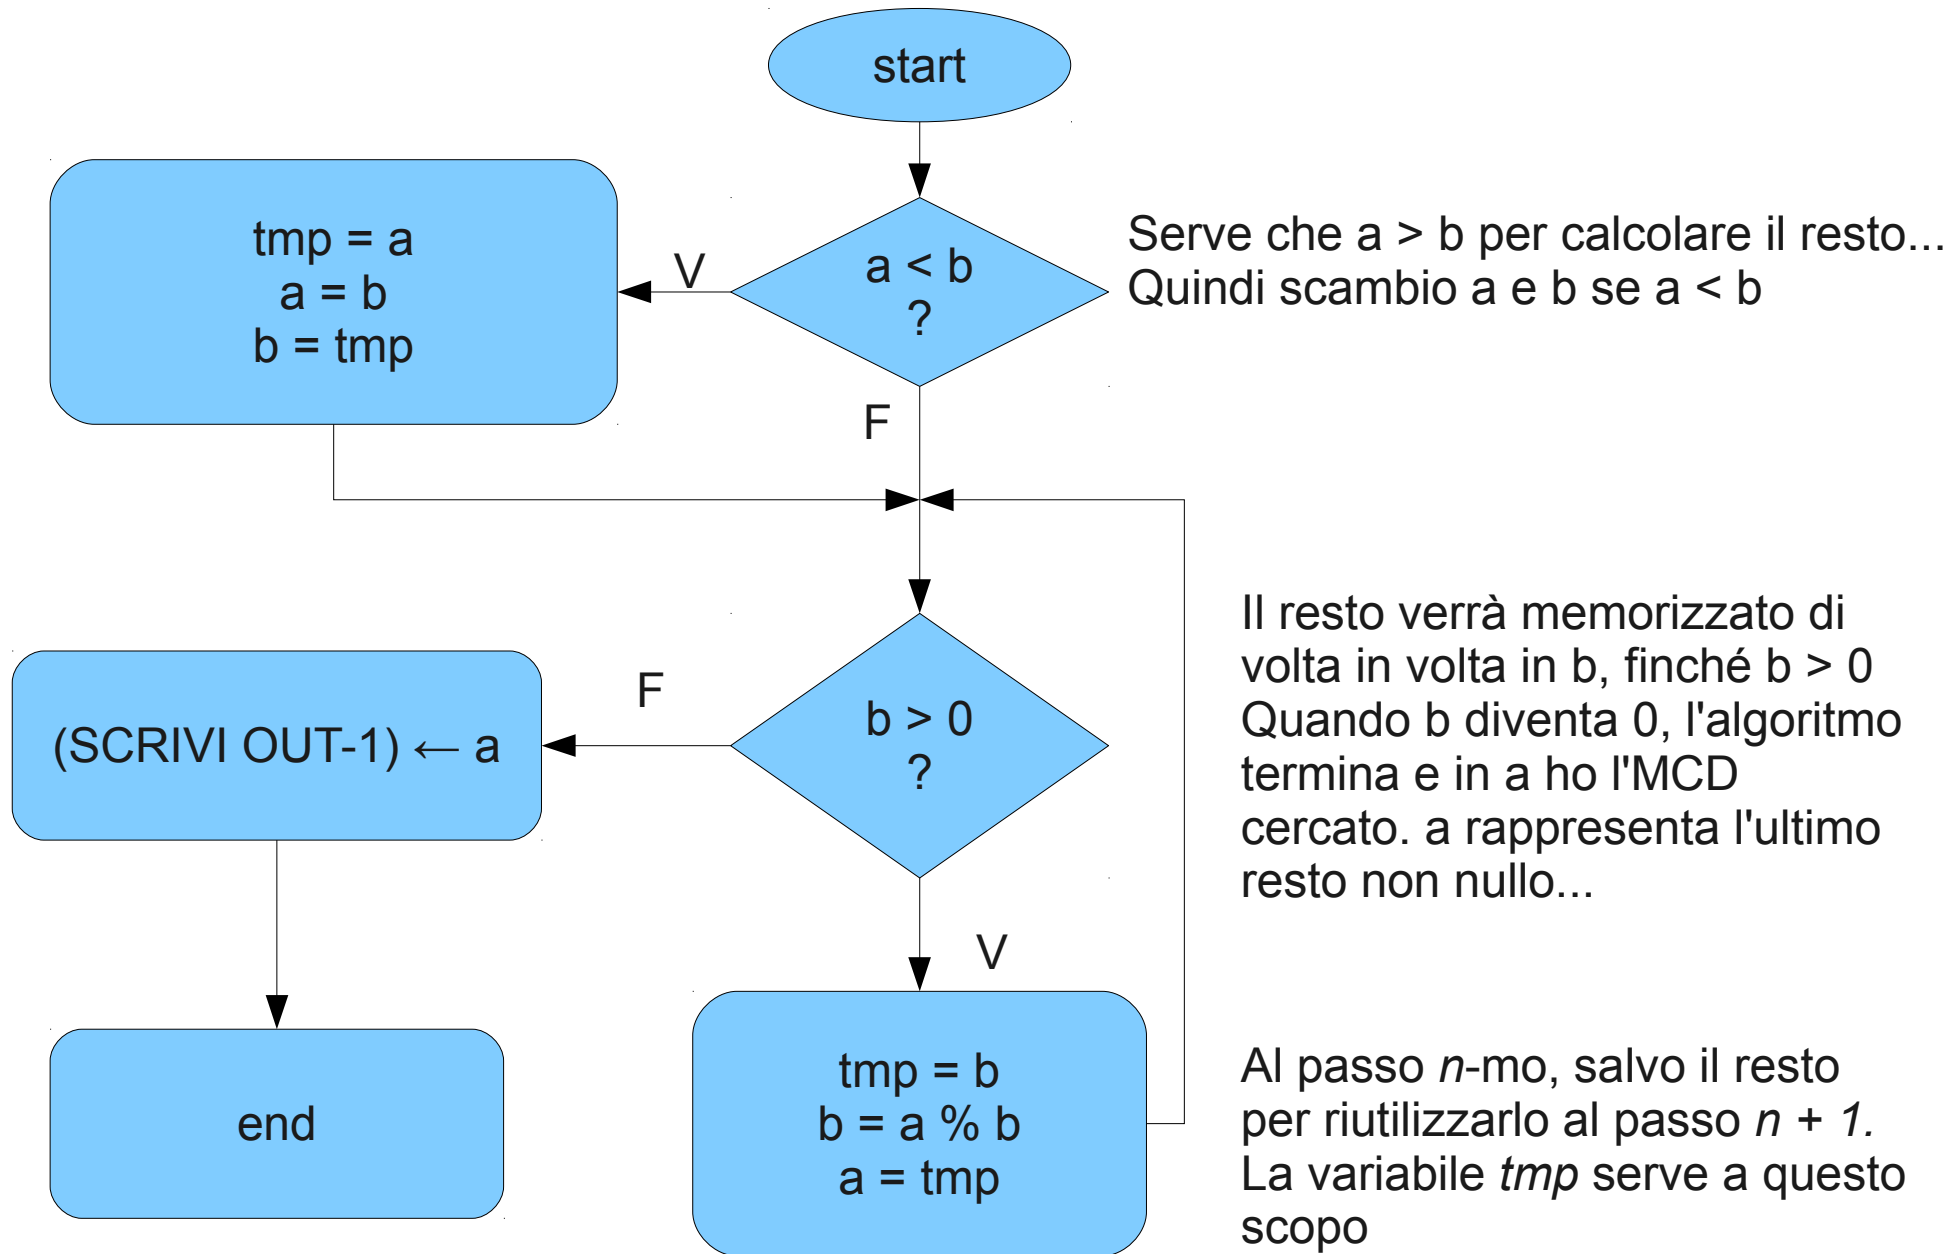 start
tmp = a
a = b
b = tmp
V
a < b
?
Serve che a > b per calcolare il resto...
Quindi scambio a e b se a < b
F
(SCRIVI OUT-1) ← a
F
b > 0
?
Il resto verrà memorizzato di
volta in volta in b, finché b > 0
Quando b diventa 0, l'algoritmo
termina e in a ho l'MCD
cercato. a rappresenta l'ultimo
resto non nullo...
V
end
tmp = b
b = a % b
a = tmp
Al passo n-mo, salvo il resto
per riutilizzarlo al passo n + 1.
La variabile tmp serve a questo
scopo